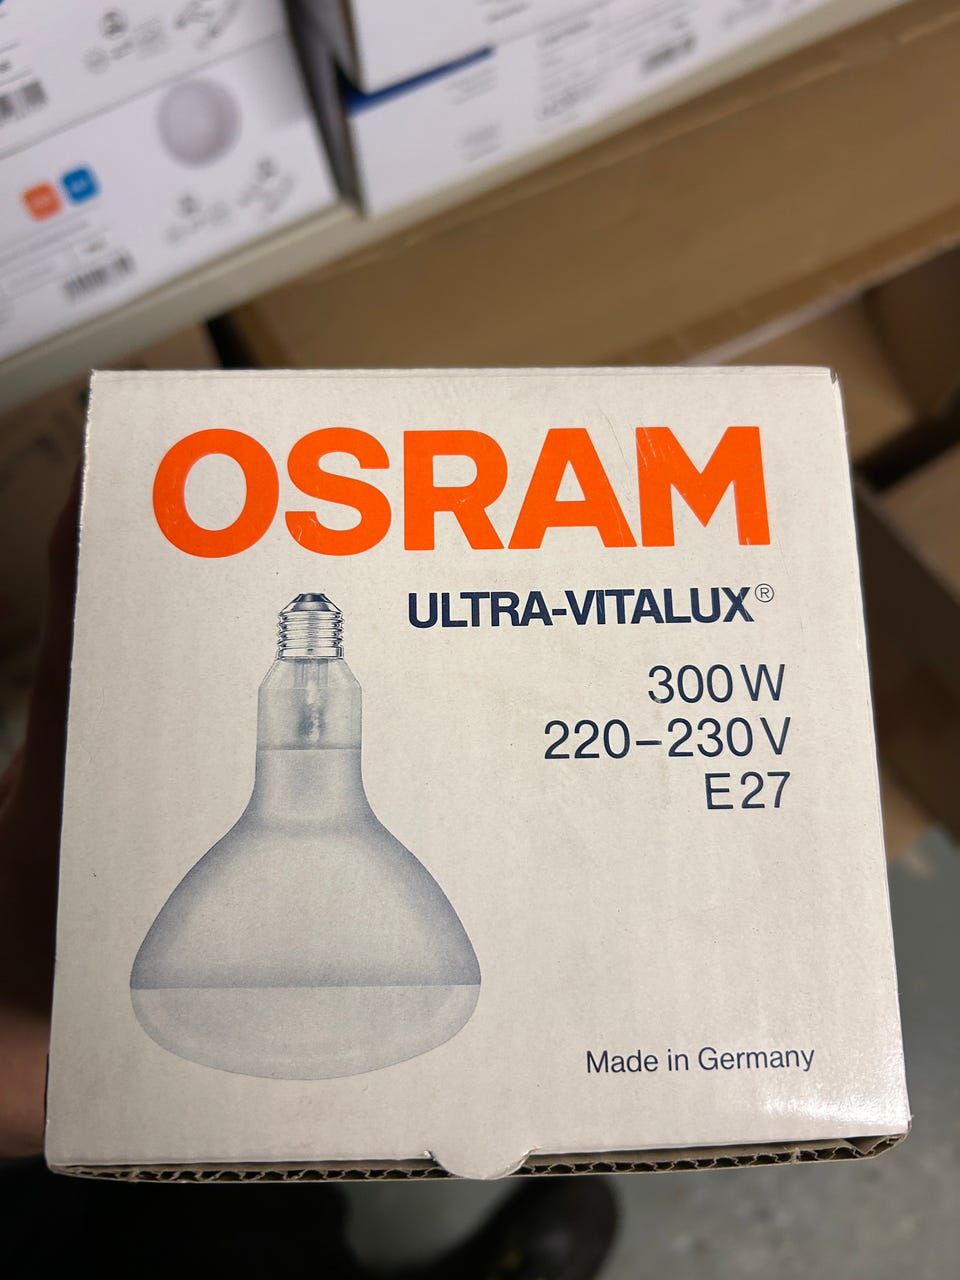 OSRAM
ULTRA-VITALUX®
300 W
220–230 V
E27
Made in Germany